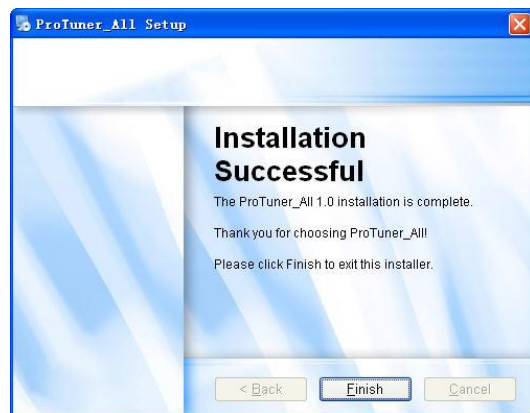 ProTuner_All Setup
Installation
Successful
The ProTuner_All 1.0 installation is complete.
Thank you for choosing ProTuner_All!
Please click Finish to exit this installer.
< Back
Finish
Cancel